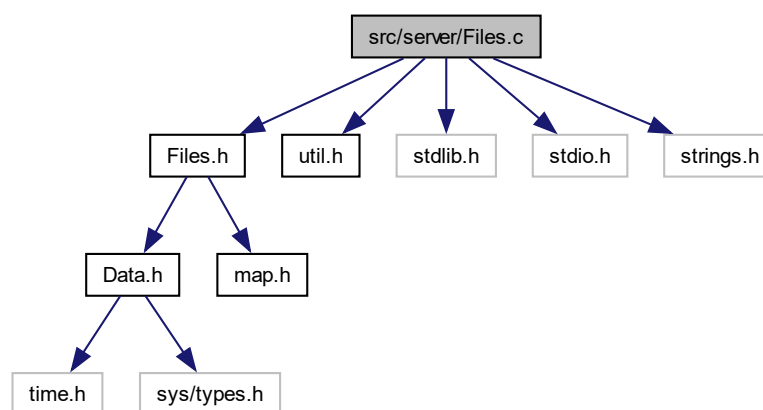 src/server/Files.c
Files.h
util.h
stdlib.h
stdio.h
strings.h
Data.h
map.h
time.h
sys/types.h